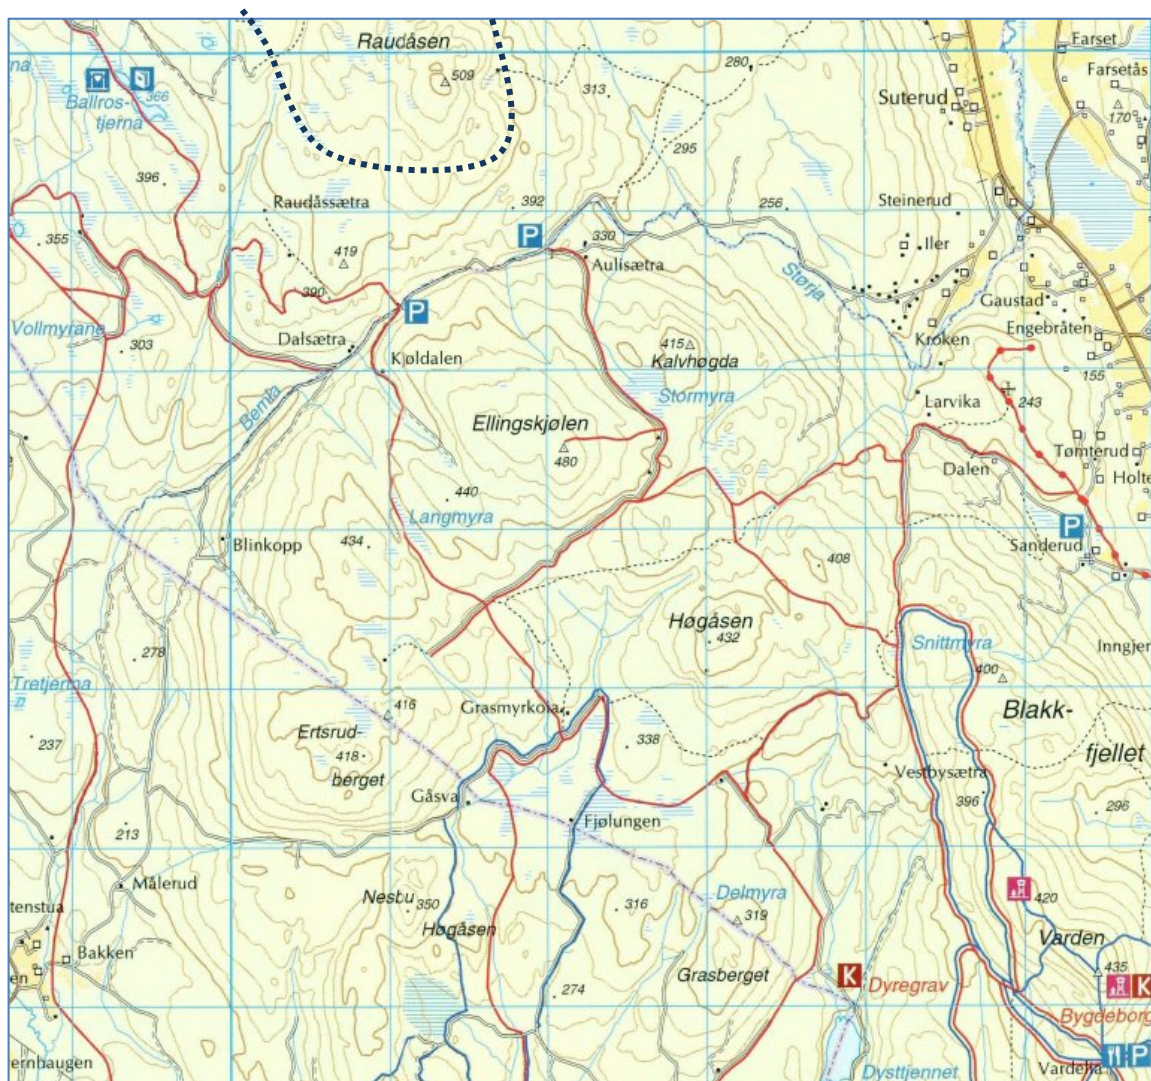 Raudåsen
509
280
Farset
Farsetås
313
Suterud
170
Ballros-
tjerna
366
295
396
Raudåssætra
392
256
Steinerud
355
419
P
330
Iler
Aulisætra
Størja
390
P
Gaustad
Vollmyrane
303
Dalsætra
Kjøldalen
415
Kalvhøgda
Kroken
Engebråten
155
Bemla
Stormyra
Larvika
243
Ellingskjølen
480
Dalen
Tømterud
Holte
440
Langmyra
P
434
Blinkopp
408
Sanderud
Høgåsen
432
Snittmyra
Inngjer
278
400
Tretjerna
416
Grasmyrkoia
Blakk-
fjellet
237
Ertsrud-
berget
418
338
Vestbysætra
396
296
Gåsva
213
Fjølungen
Målerud
Delmyra
420
tenstua
Nesbu
350
Høgåsen
316
319
Varden
Bakken
en
Grasberget
K
Dyregrav
435
K
274
Bygdeborg
ernhaugen
Dysttjennet
Vardelia
P